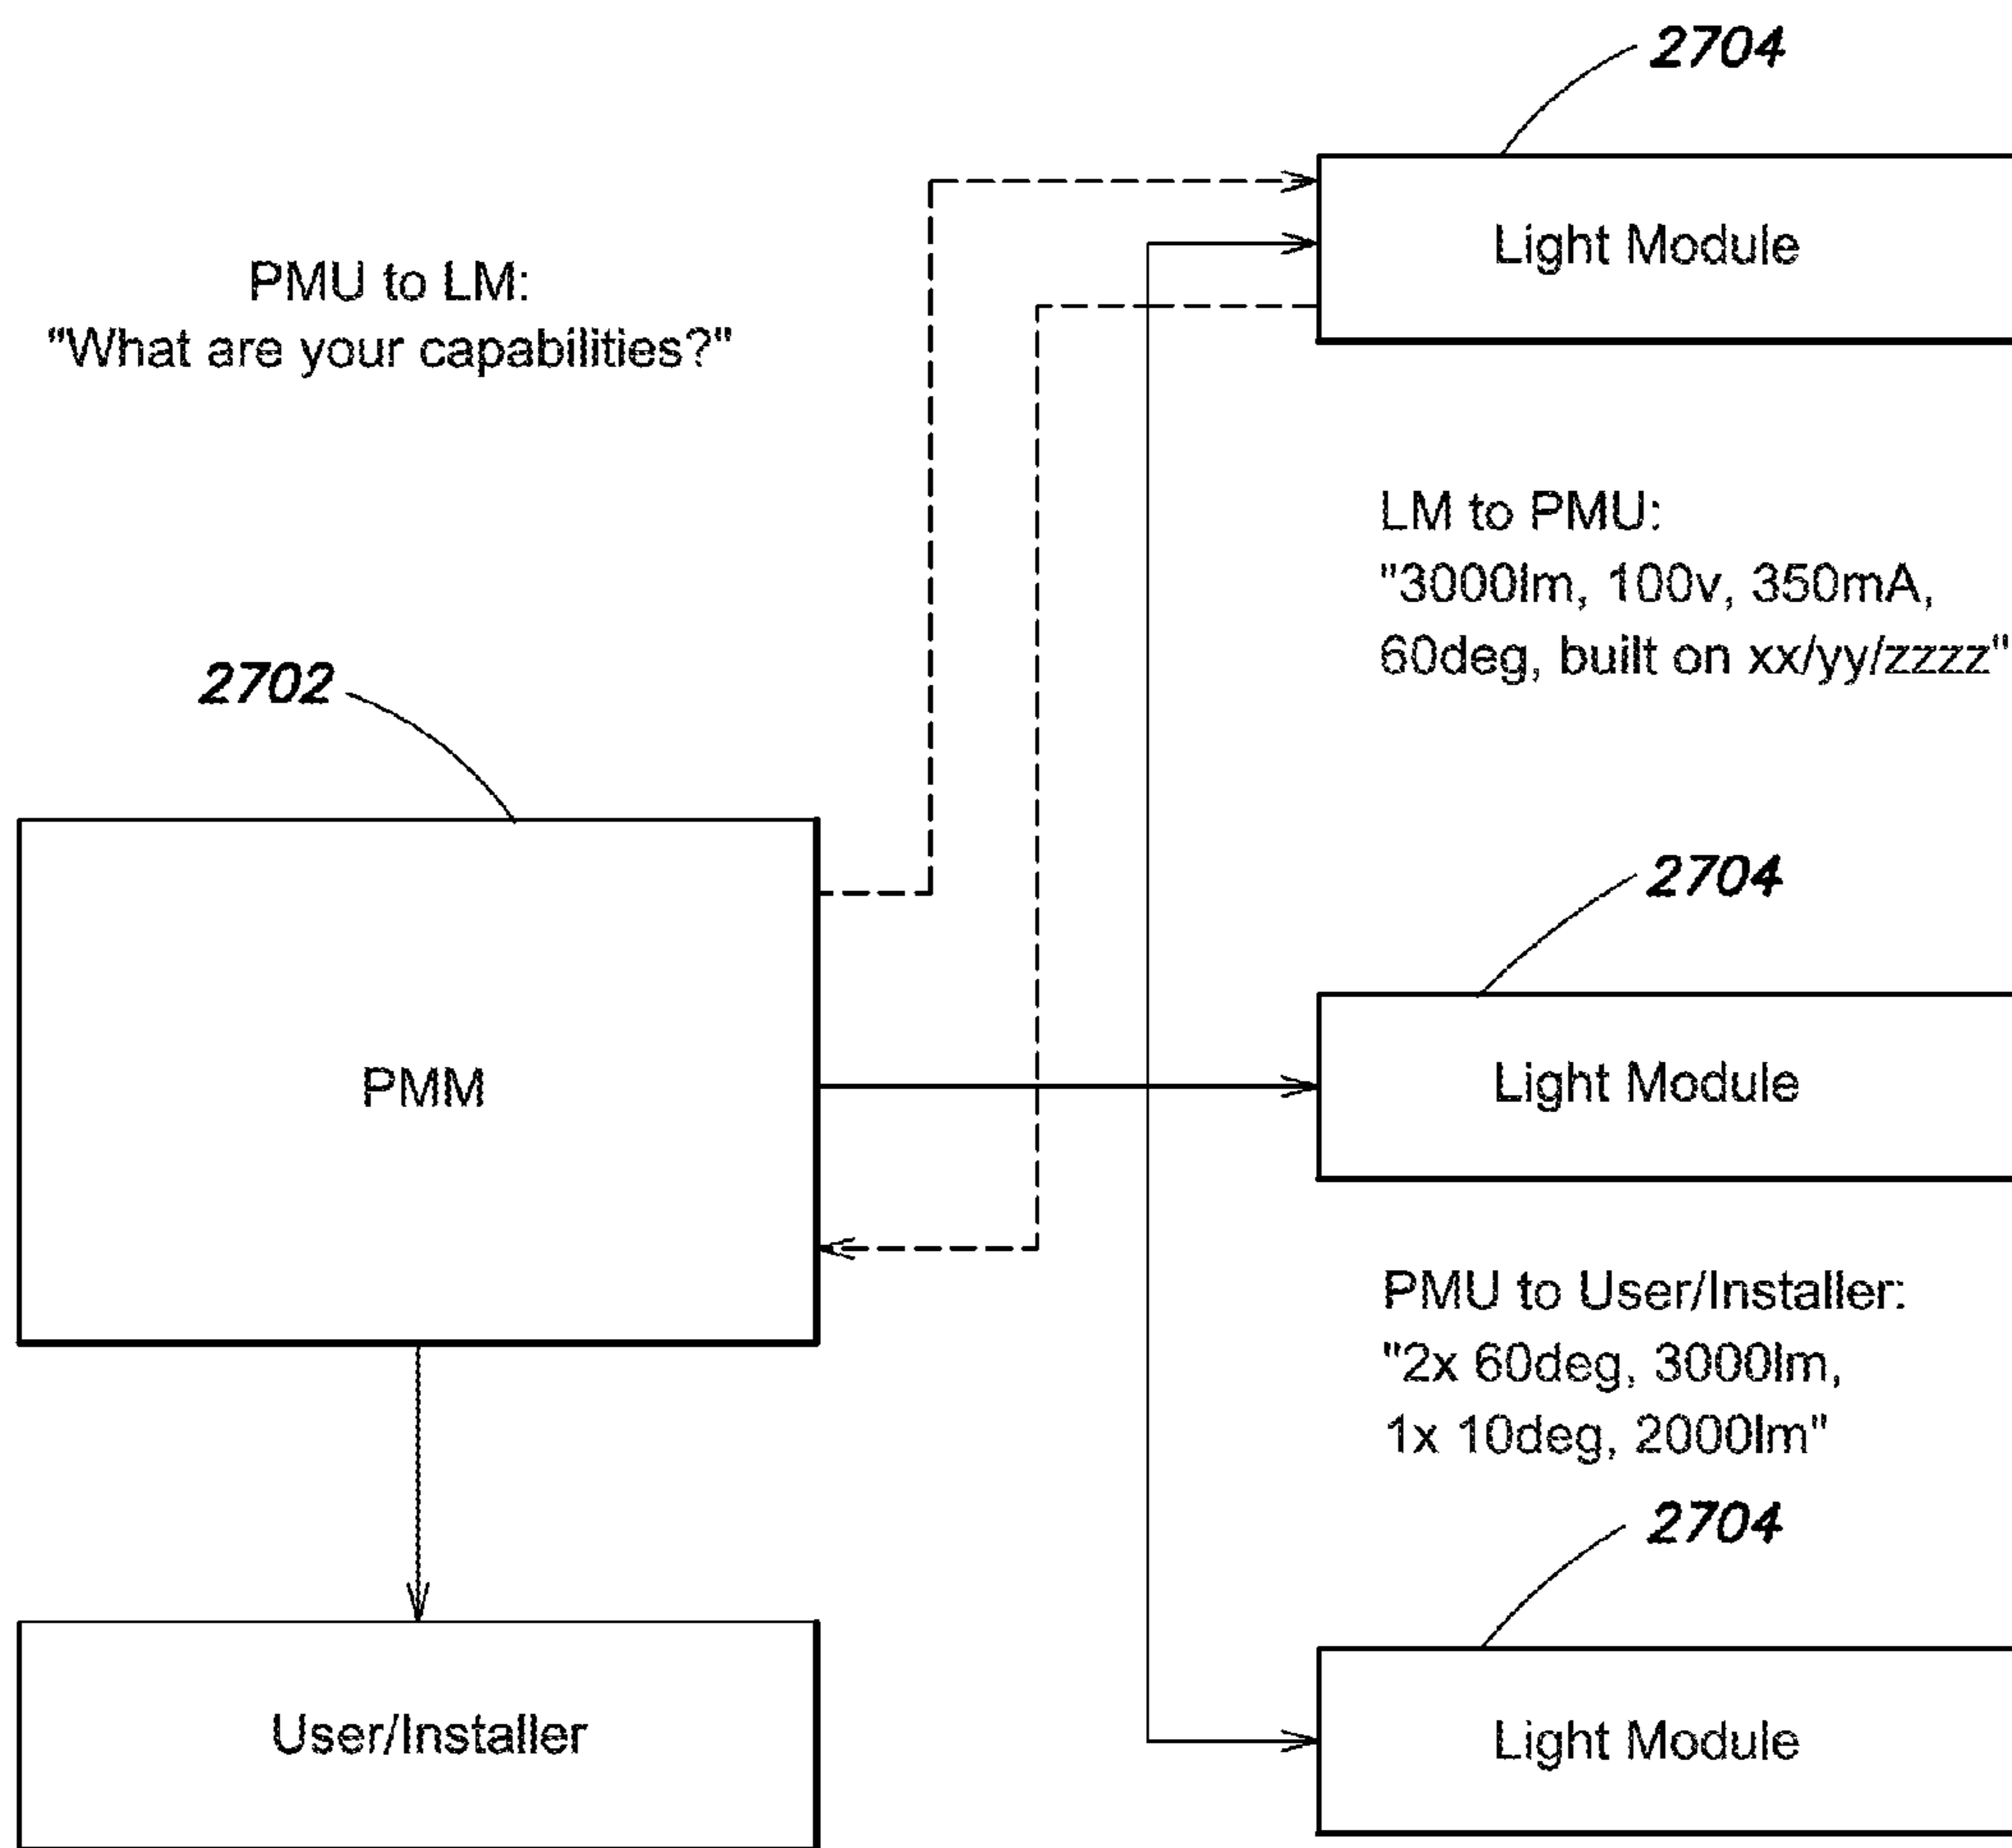 2704
Light Module
PMU to LM:
"What are your capabilities?"
LM to PMU:
"3000lm, 100v, 350mA,
60deg, built on xx/yy/zzzz"
2702
PMM
2704
Light Module
PMU to User/Installer:
"2x 60deg, 3000lm,
1x 10deg, 2000lm"
2704
Light Module
User/Installer